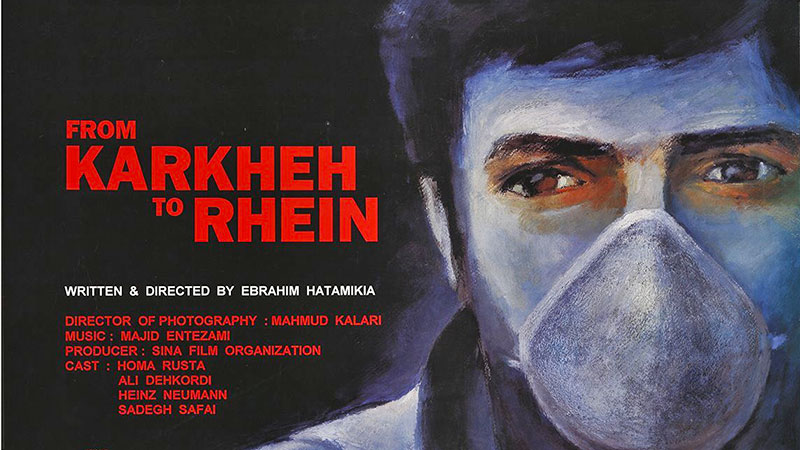 FROM
KARKHEH
TO RHEIN
WRITTEN & DIRECTED BY EBRAHIM HATAMIKIA
DIRECTOR OF PHOTOGRAPHY : MAHMUD KALARI
MUSIC : MAJID ENTEZAMI
PRODUCER : SINA FILM ORGANIZATION
CAST : HOMA RUSTA
ALI DEHKORDI
HEINZ NEUMANN
SADEGH SAFAI